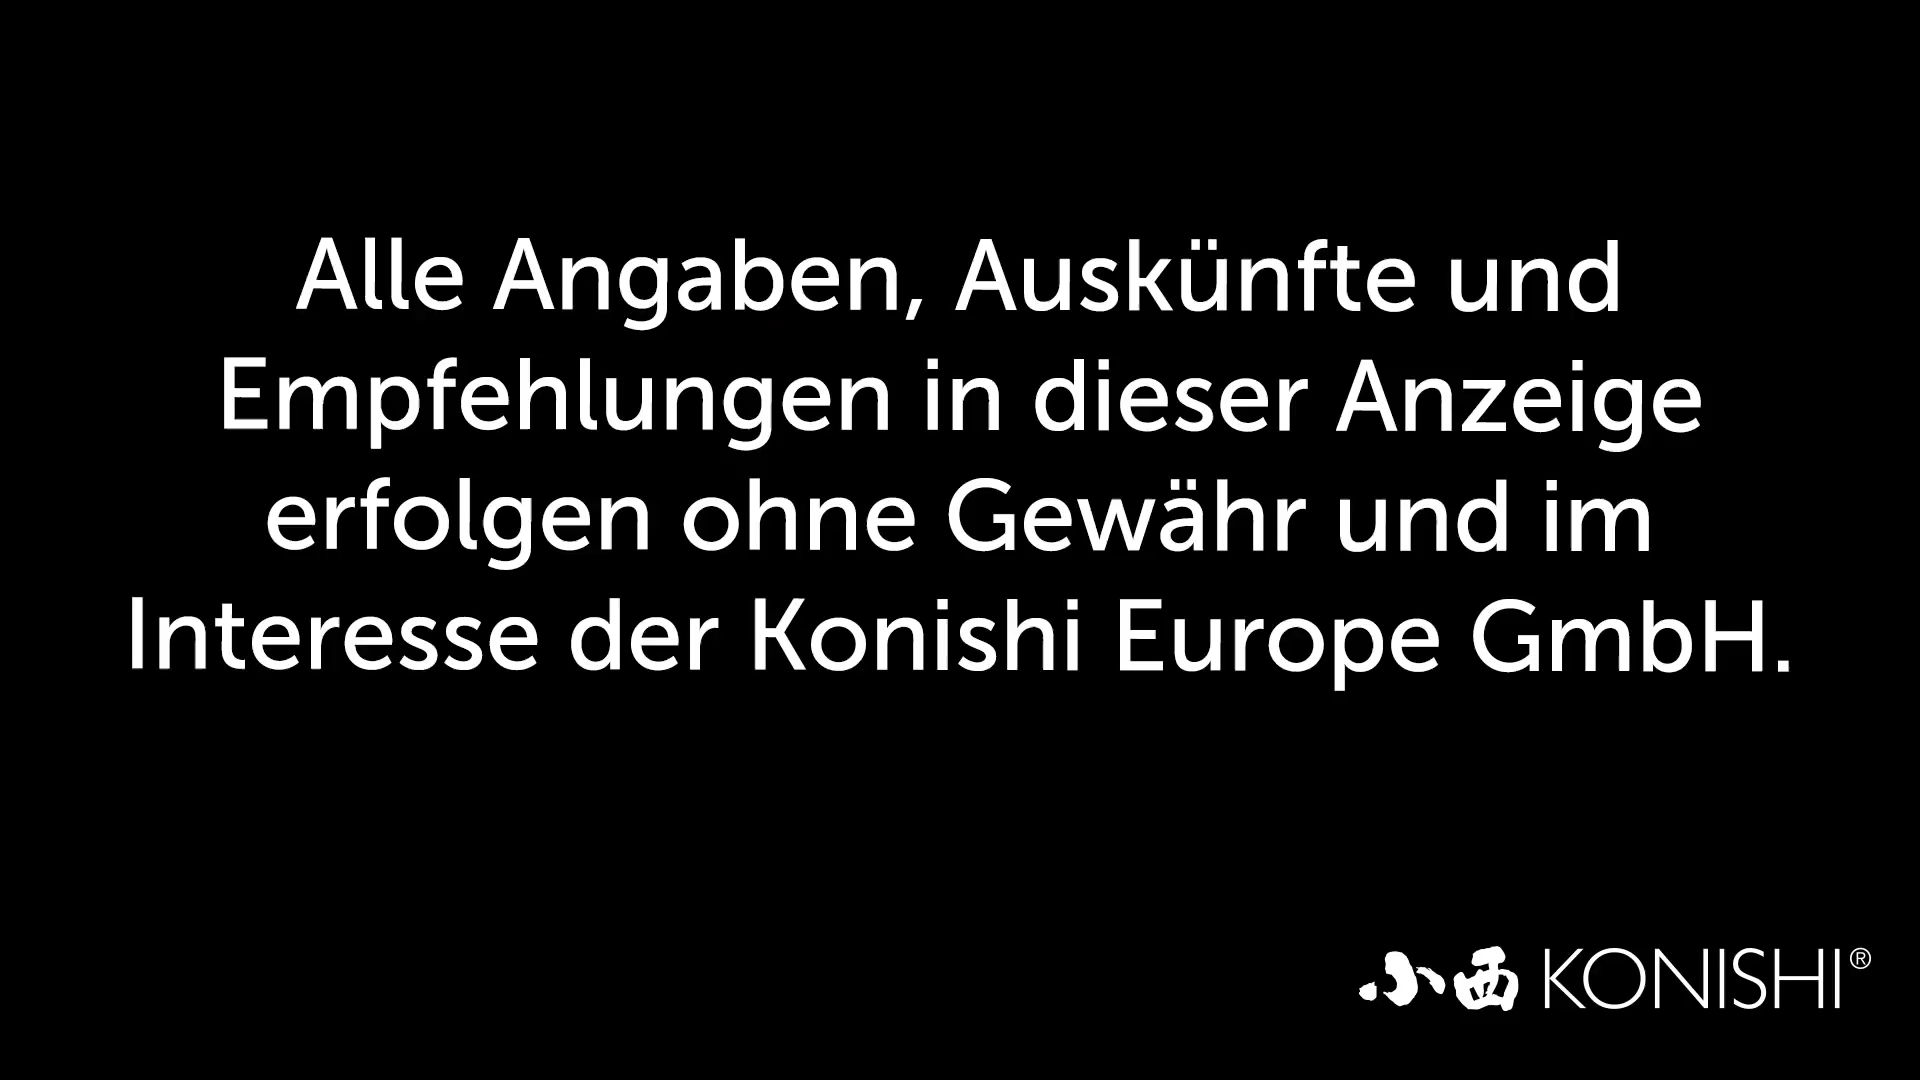 Alle Angaben, Auskünfte und
Empfehlungen in dieser Anzeige
erfolgen ohne Gewähr und im
Interesse der Konishi Europe GmbH.
小西 KONISHI®